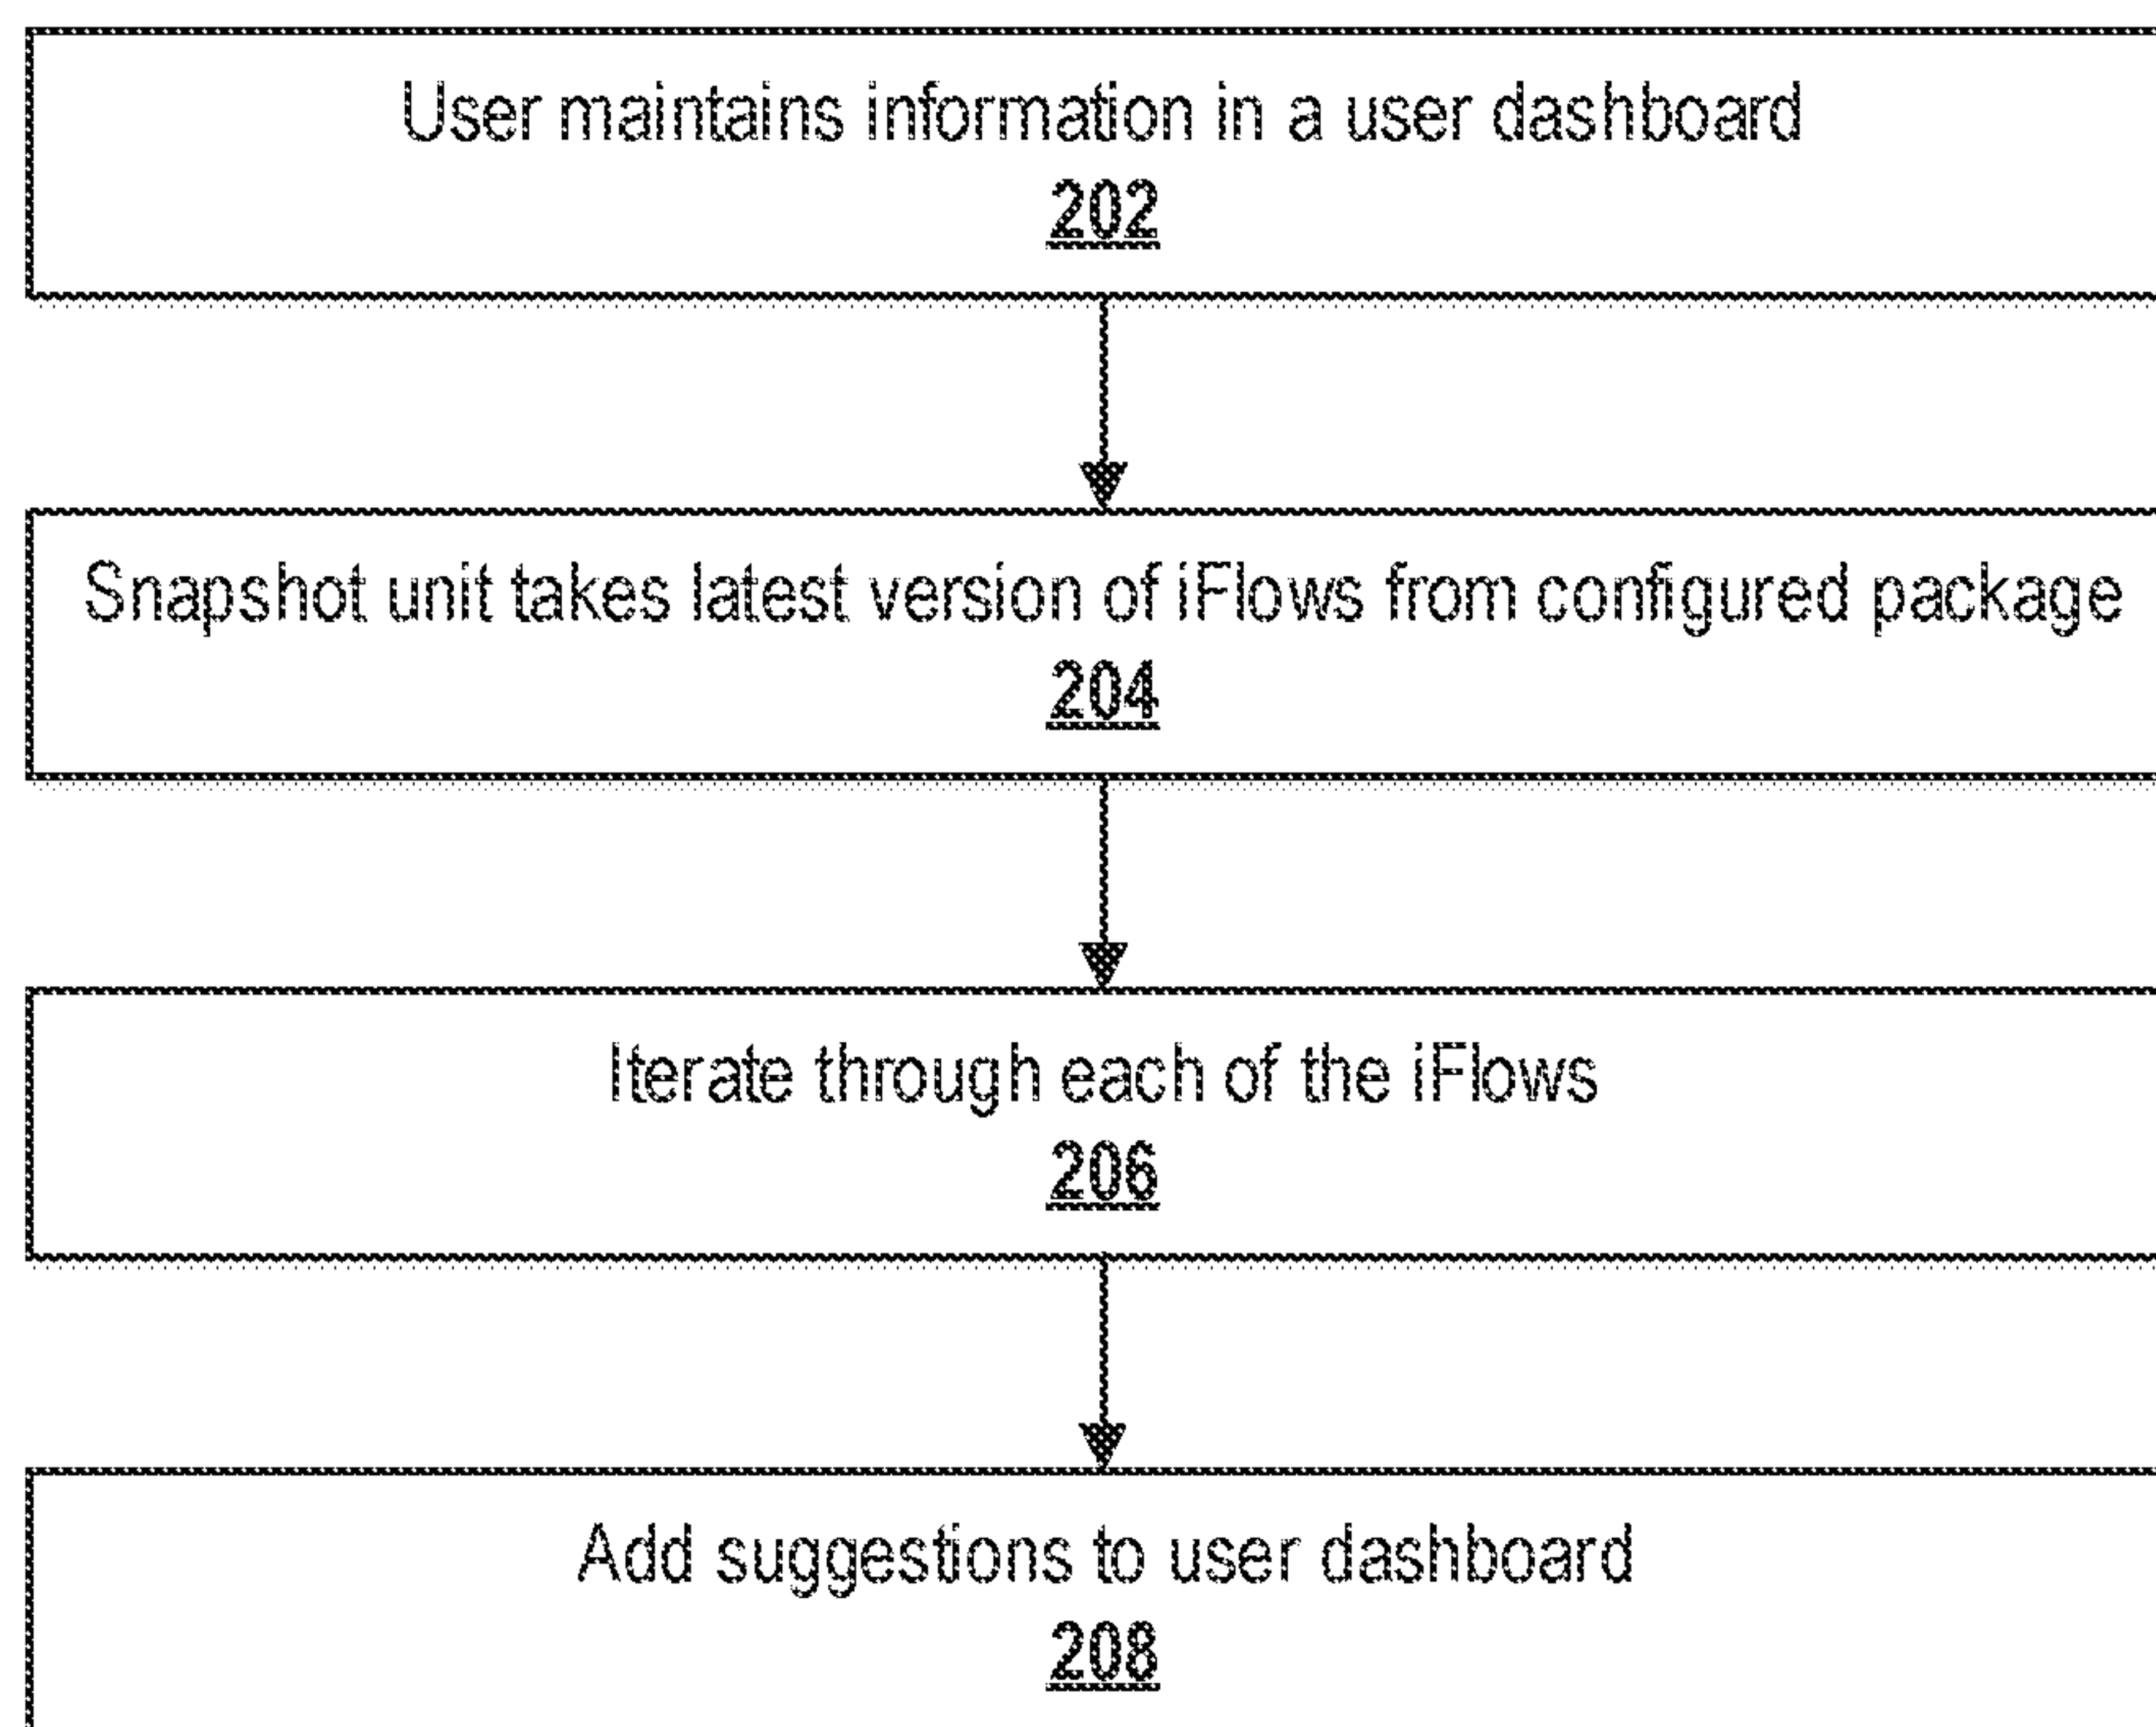 User maintains information in a user dashboard
202
Snapshot unit takes latest version of iFlows from configured package
204
Iterate through each of the iFlows
206
Add suggestions to user dashboard
208